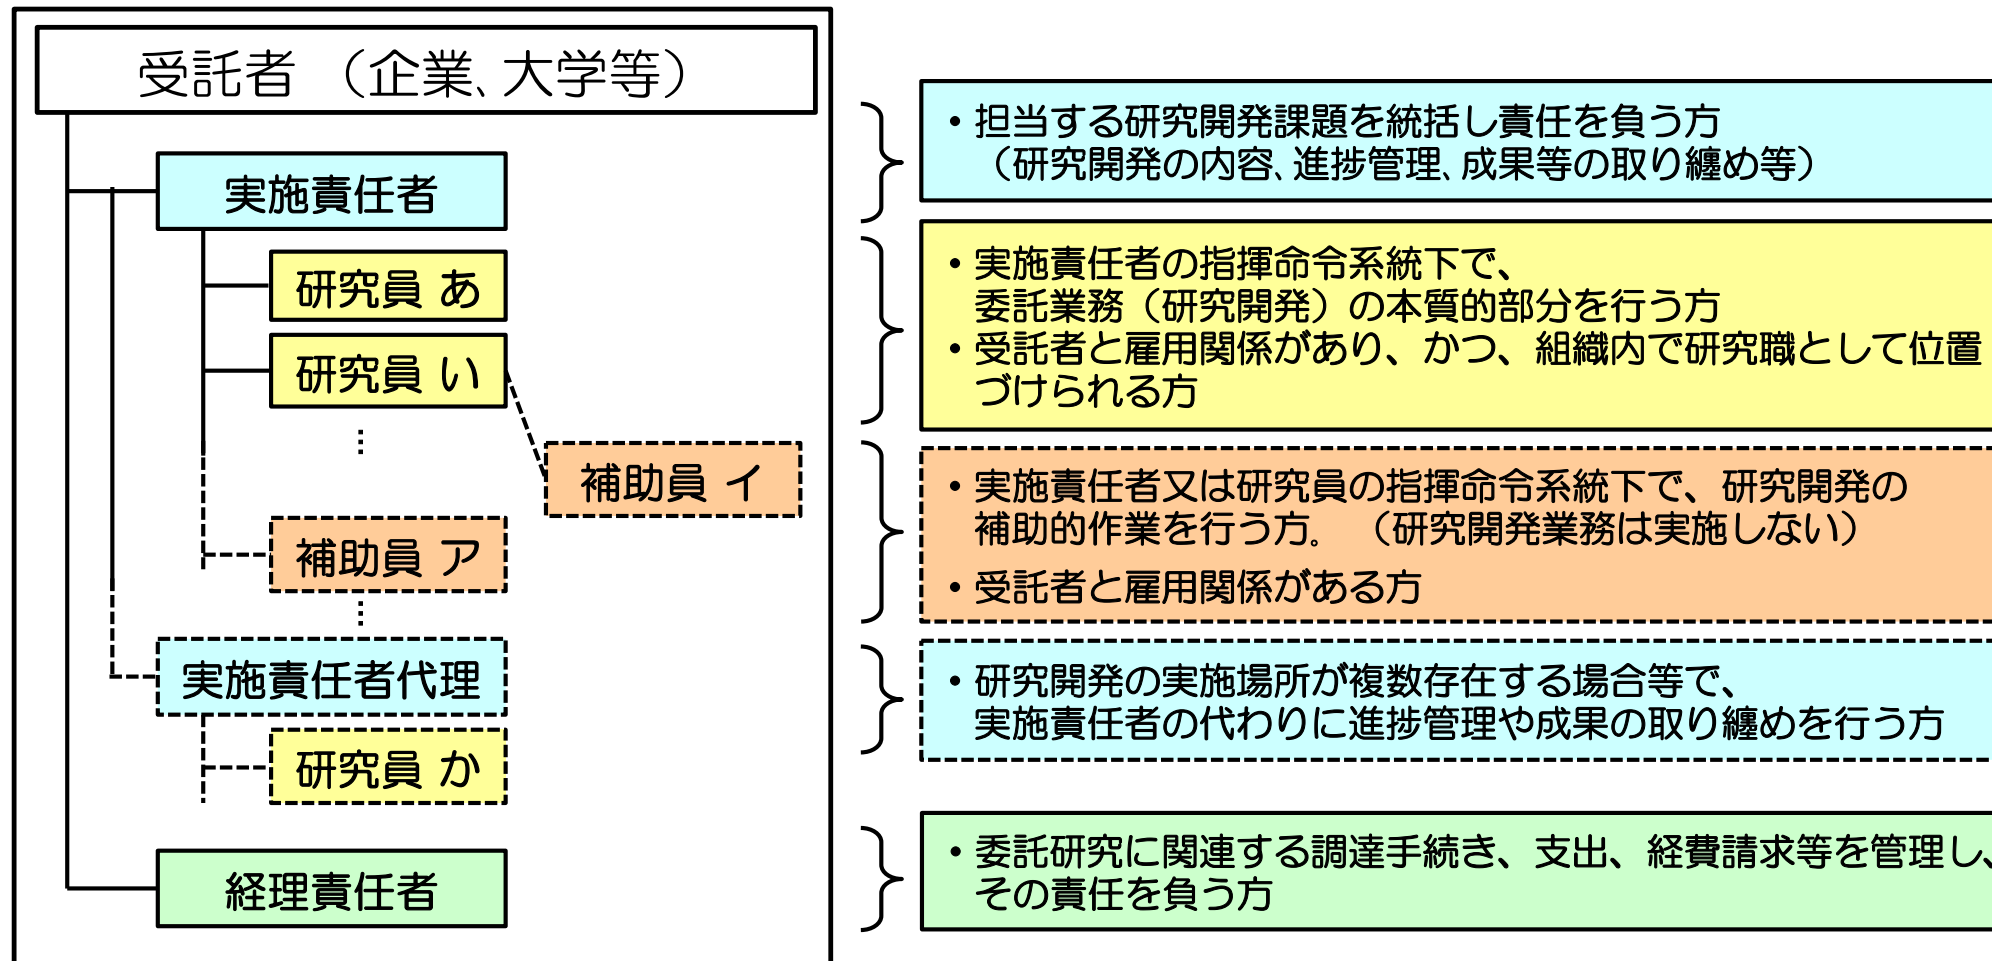 受託者 （企業、大学等）
実施責任者
研究員 あ
研究員 い
補助員 イ
補助員 ア
実施責任者代理
研究員 か
経理責任者
・担当する研究開発課題を統括し責任を負う方
（研究開発の内容、進捗管理、成果等の取り纏め等）
・実施責任者の指揮命令系統下で、
委託業務（研究開発）の本質的部分を行う方
・受託者と雇用関係があり、かつ、組織内で研究職として位置
づけられる方
・実施責任者又は研究員の指揮命令系統下で、研究開発の
補助的作業を行う方。 （研究開発業務は実施しない）
・受託者と雇用関係がある方
・研究開発の実施場所が複数存在する場合等で、
実施責任者の代わりに進捗管理や成果の取り纏めを行う方
・委託研究に関連する調達手続き、支出、経費請求等を管理し、
その責任を負う方